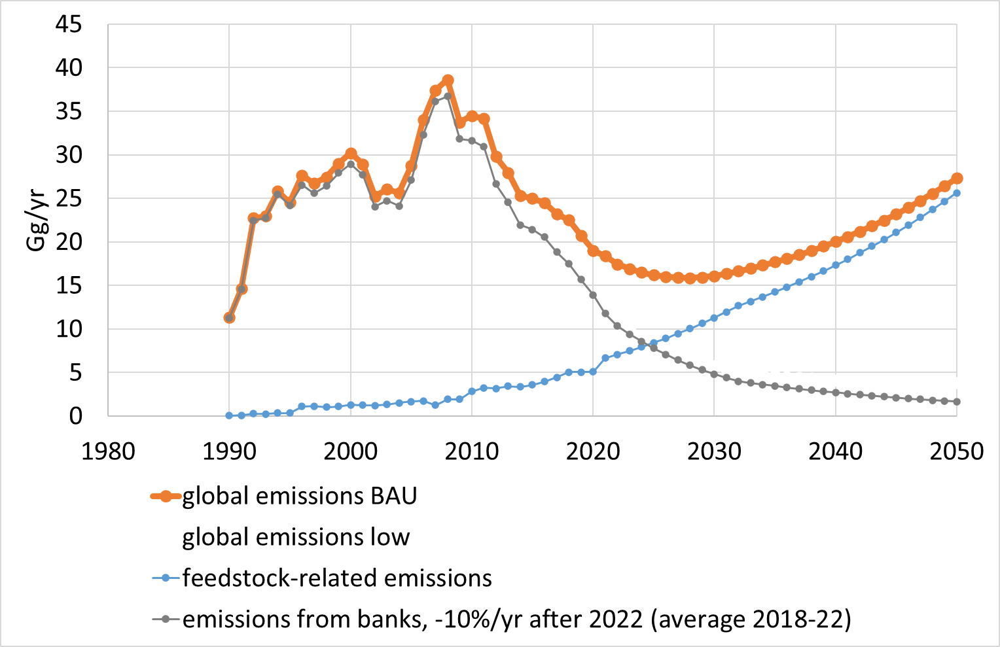 45
40
35
30
25
20
15
10
5
0
Gg/yr
1980 1990 2000 2010 2020 2030 2040 2050
global emissions BAU
global emissions low
feedstock-related emissions
emissions from banks, -10%/yr after 2022 (average 2018-22)